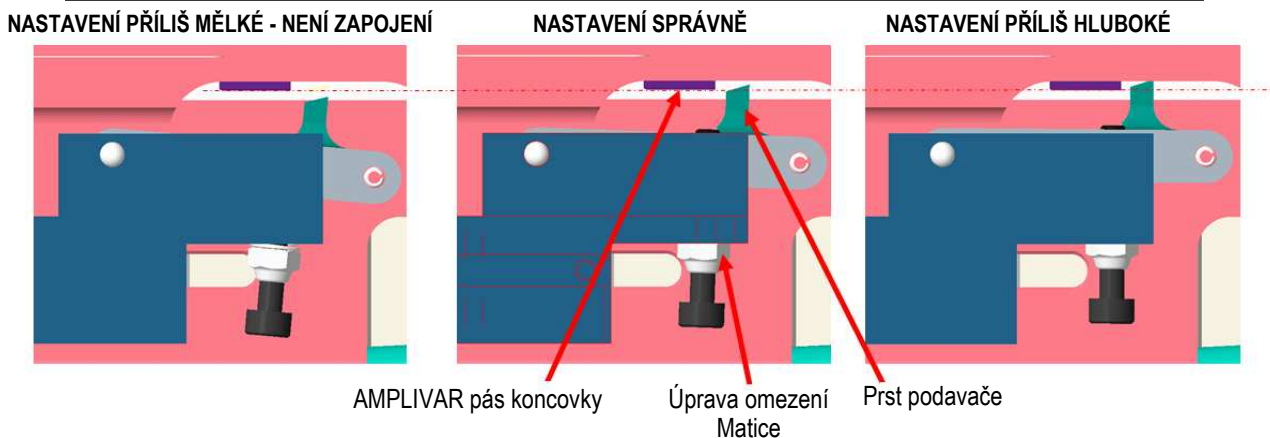 NASTAVENÍ PŘÍLIŠ MĚLKÉ - NENÍ ZAPOJENÍ
NASTAVENÍ SPRÁVNĚ
NASTAVENÍ PŘÍLIŠ HLUBOKÉ
AMPLIVAR pás koncovky
Úprava omezení
Matice
Prst podavače